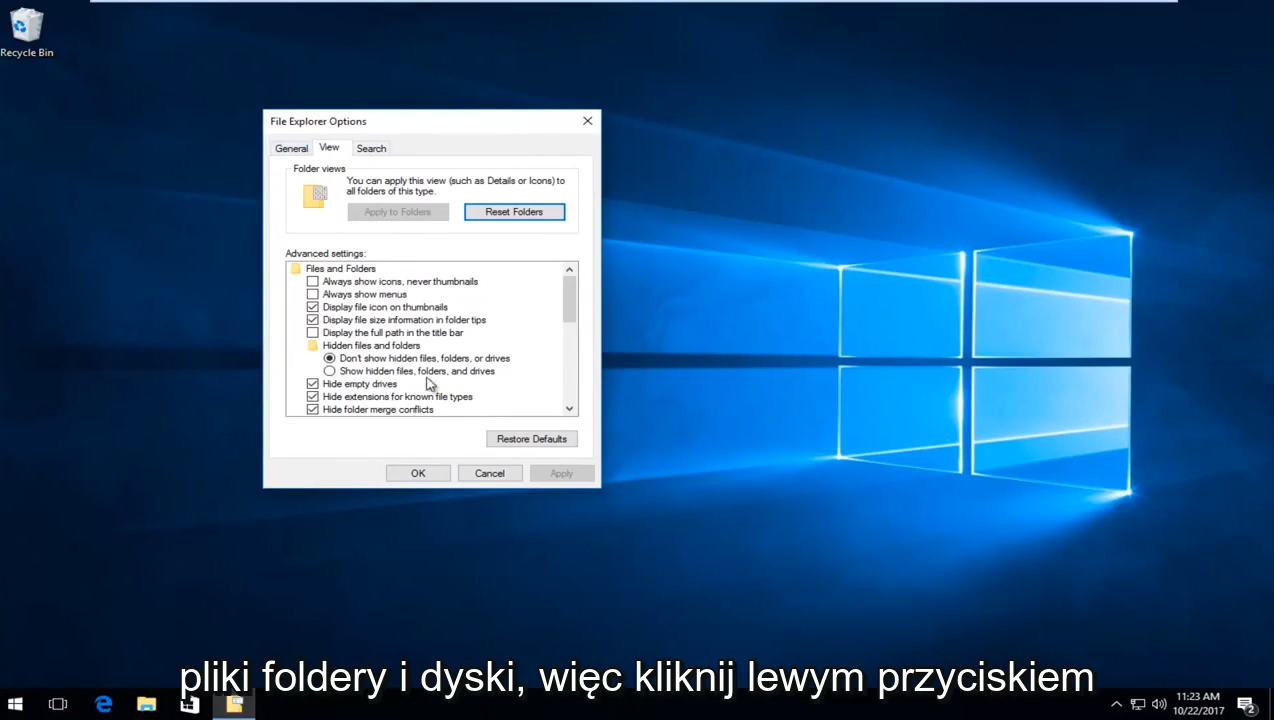 Recycle Bin
File Explorer Options
General View Search
Folder views
You can apply this view (such as Details or Icons) to
all folders of this type.
Apply to Folders Reset Folders
Advanced settings:
Files and Folders
Always show icons, never thumbnails
Always show menus
Display file icon on thumbnails
Display file size information in folder tips
Display the full path in the title bar
Hidden files and folders
Don't show hidden files, folders, or drives
Show hidden files, folders, and drives
Hide empty drives
Hide extensions for known file types
Hide folder merge conflicts
Restore Defaults
OK Cancel Apply
pliki foldery i dyski, więc kliknij lewym przyciskiem
11:23 AM
10/22/2017
2